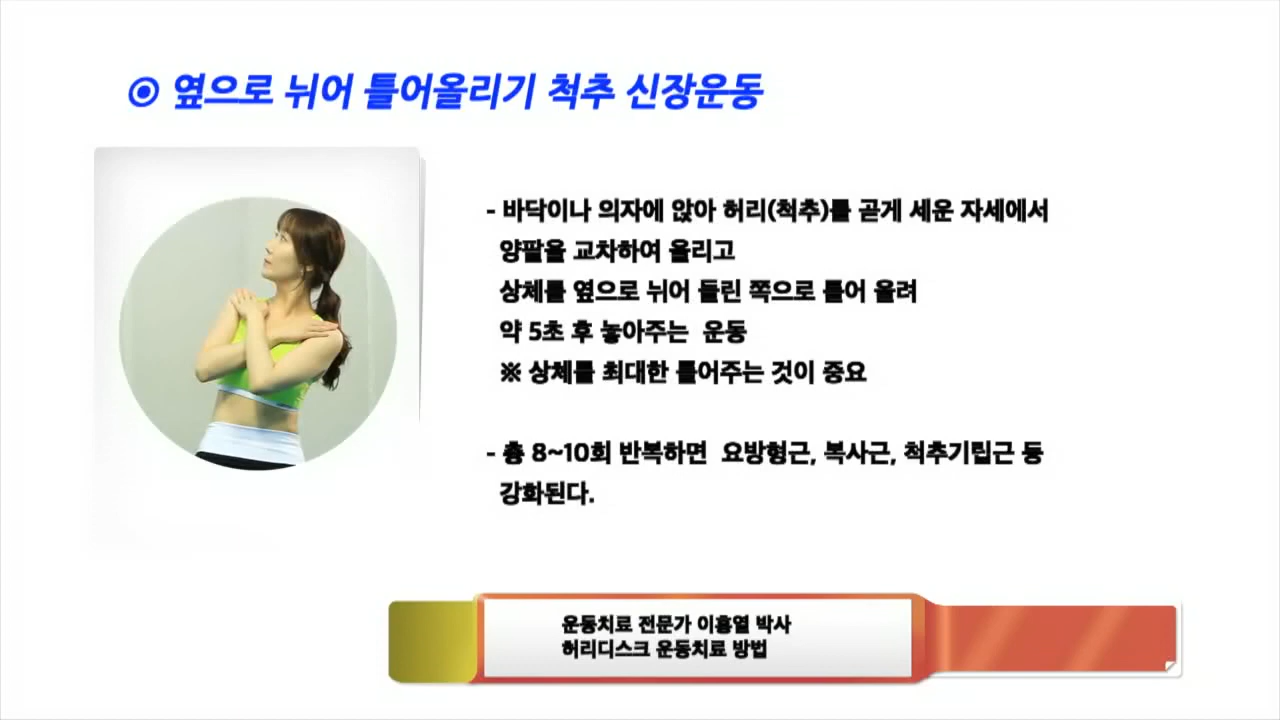 ◉ 옆으로 뉘어 틀어올리기 척추 신장운동
- 바닥이나 의자에 앉아 허리(척추)를 곧게 세운 자세에서
양팔을 교차하여 올리고
상체를 옆으로 뉘어 들린 쪽으로 틀어 올려
약 5초 후 놓아주는 운동
※ 상체를 최대한 틀어주는 것이 중요
- 총 8~10회 반복하면 요방형근, 복사근, 척추기립근 등
강화된다.
운동치료 전문가 이흥열 박사
허리디스크 운동치료 방법